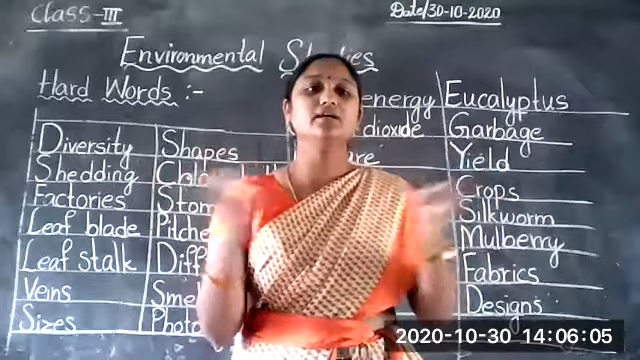 Class - III
Date/30-10-2020
Environmental Studies
Hard Words :-
Diversity Shapes energy Eucalyptus
Shedding dioxide Garbage
Factories Yield
Leaf blade Crops
Leaf stalk Silkworm
Veins Mulberry
Sizes Fabrics
Designs
2020-10-30 14:06:05